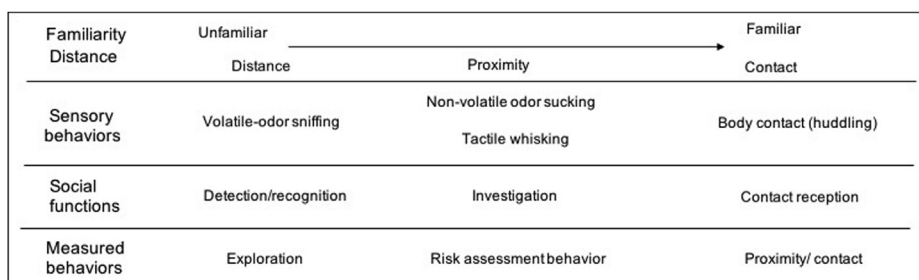 Familiarity Unfamiliar Familiar
Distance
Distance Proximity Contact
Sensory behaviors Volatile-odor sniffing Non-volatile odor sucking Body contact (huddling)
Tactile whisking
Social functions Detection/recognition Investigation Contact reception
Measured behaviors Exploration Risk assessment behavior Proximity/ contact